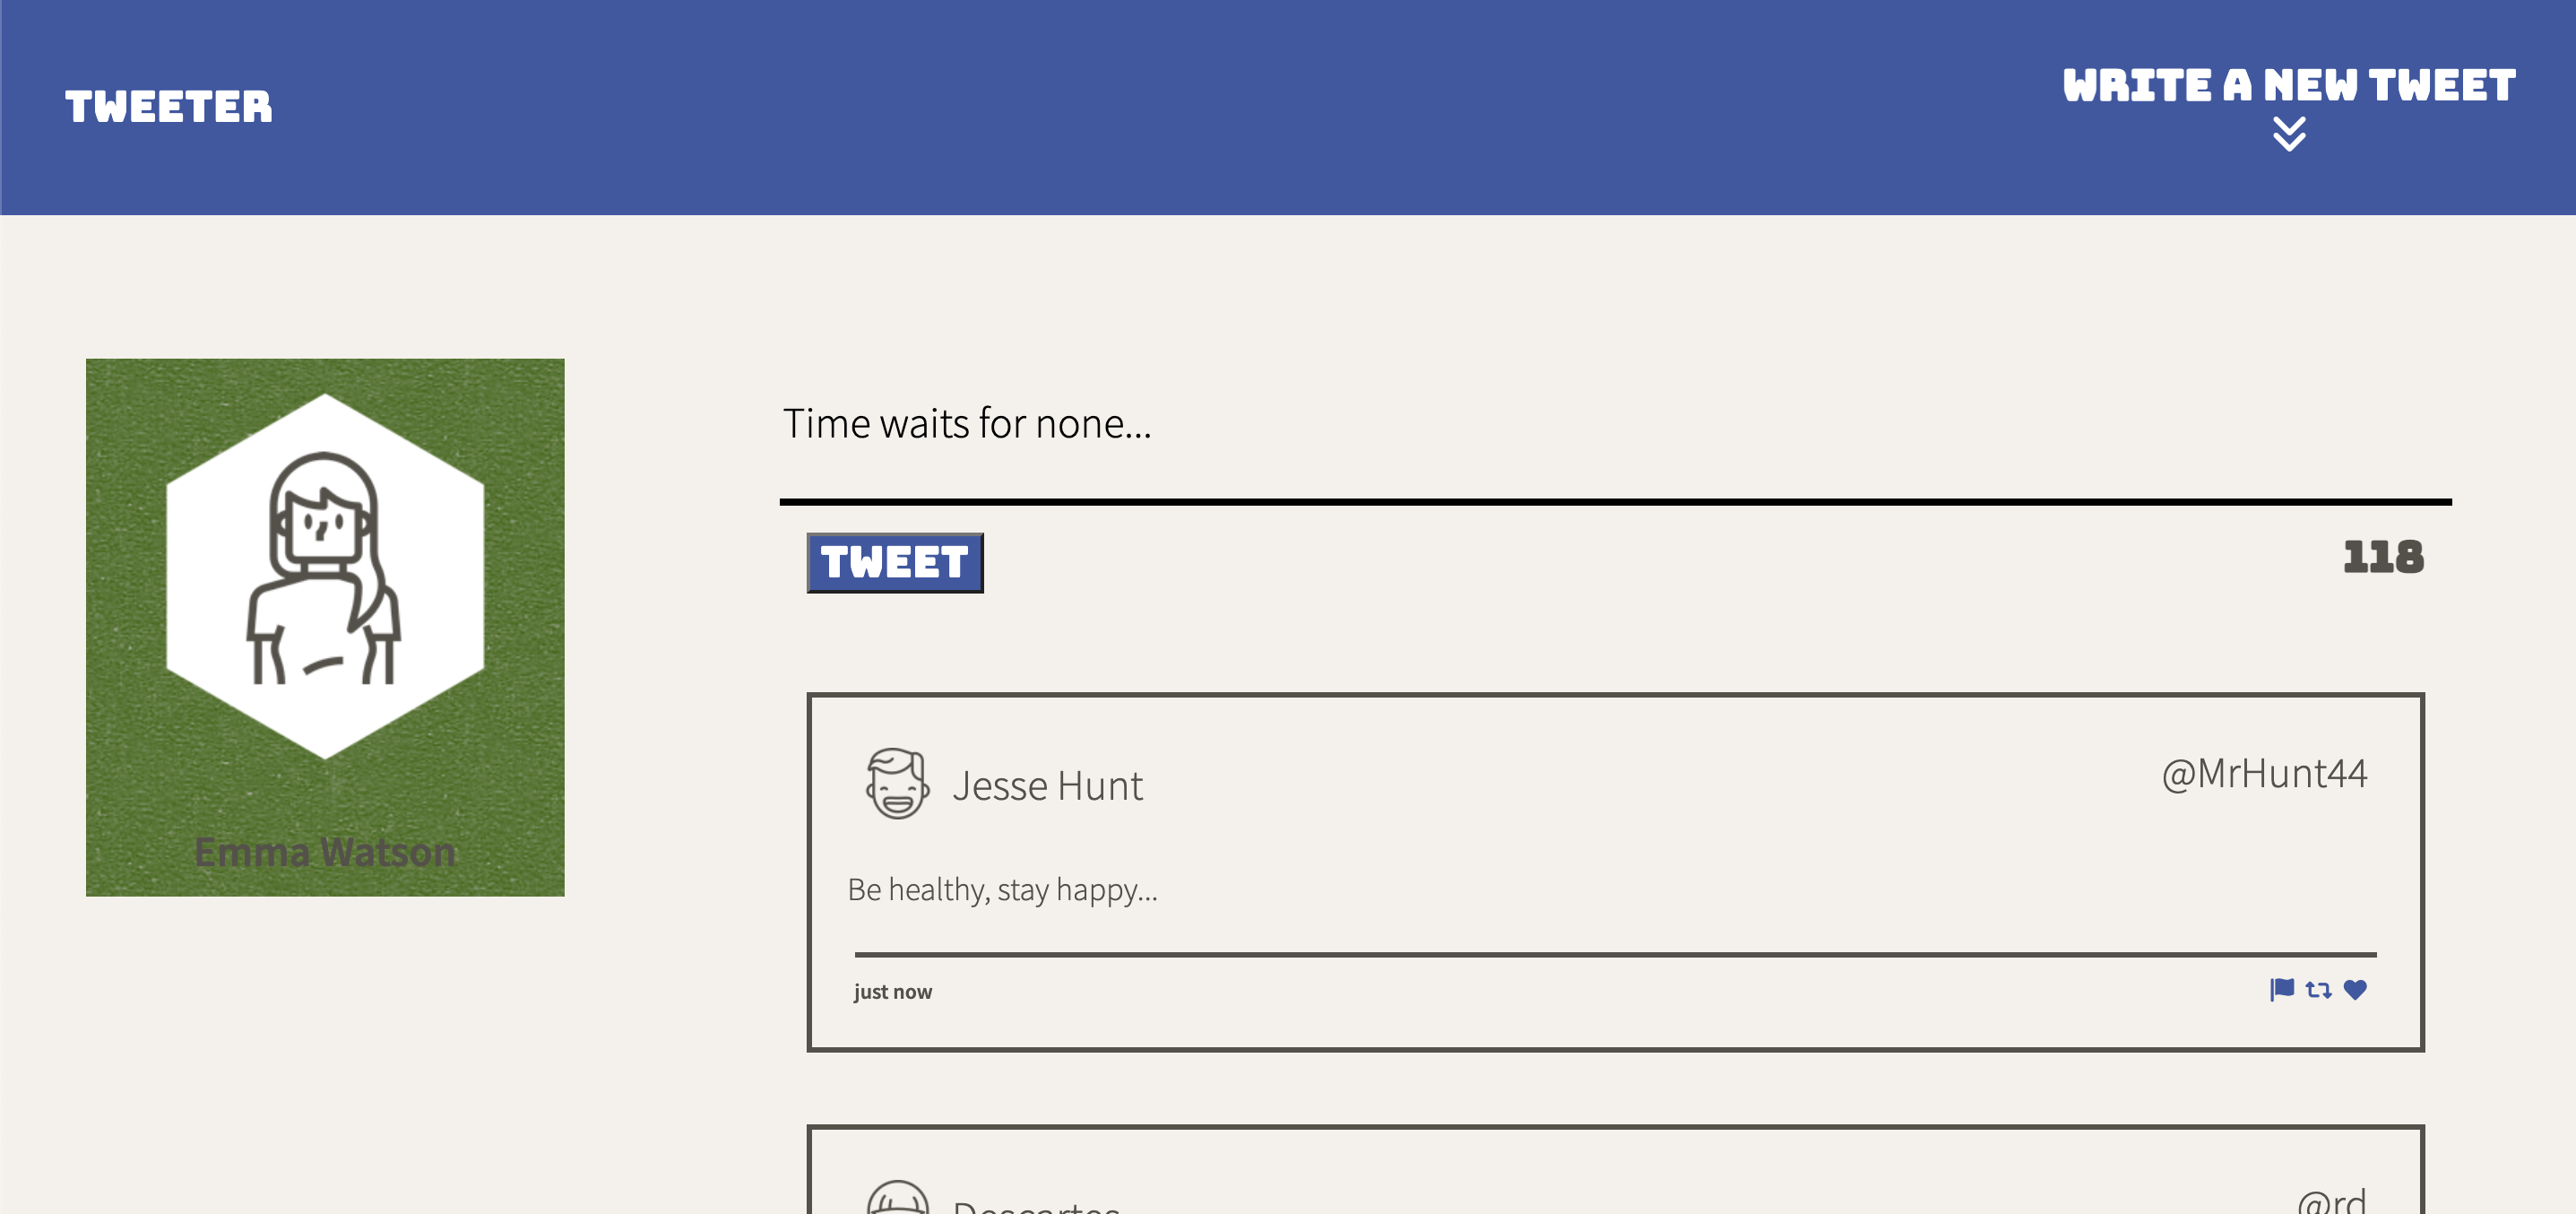 TWEETER
WRITE A NEW TWEET
Emma Watson
Time waits for none...
TWEET
118
Jesse Hunt
@MrHunt44
Be healthy, stay happy...
just now
Descartes
@rd